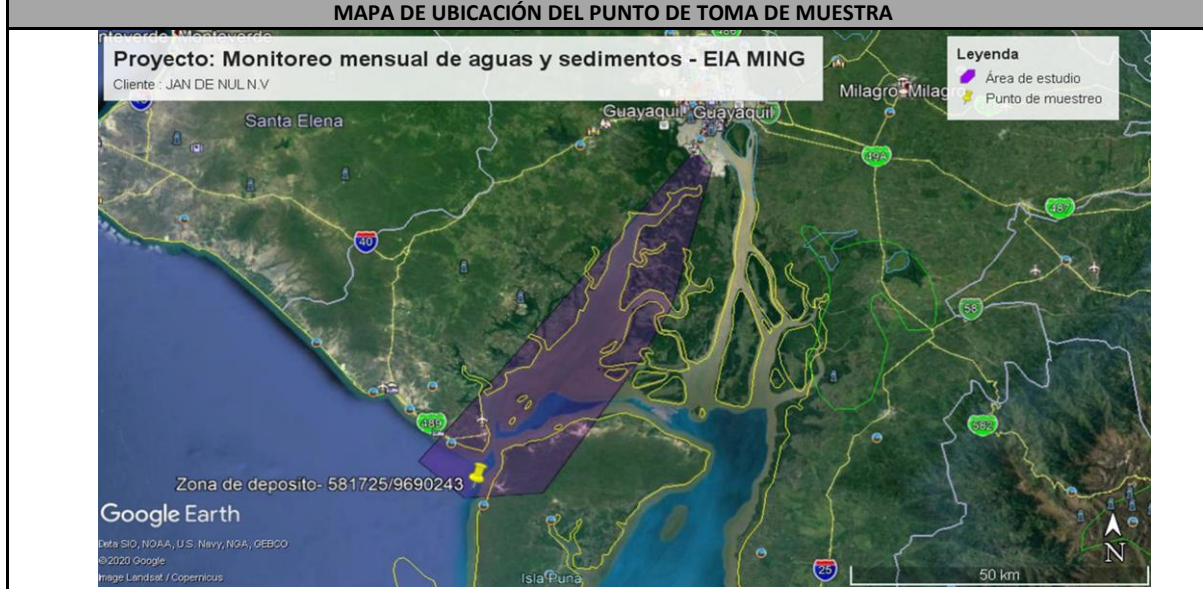 MAPA DE UBICACIÓN DEL PUNTO DE TOMA DE MUESTRA
Monteverde
Proyecto: Monitoreo mensual de aguas y sedimentos - EIA MING
Cliente : JAN DE NUL N.V
Leyenda
Área de estudio
Punto de muestreo
486
Milagro Milagro
Guayaquil Guayaquil
Santa Elena
49A
487
40
58
489
582
Zona de deposito- 581725/9690243
Google Earth
Data SIO, NOAA, U.S. Navy, NGA, GEBCO
©2020 Google
Image Landsat / Copernicus
Isla Puná
25
50 km
N